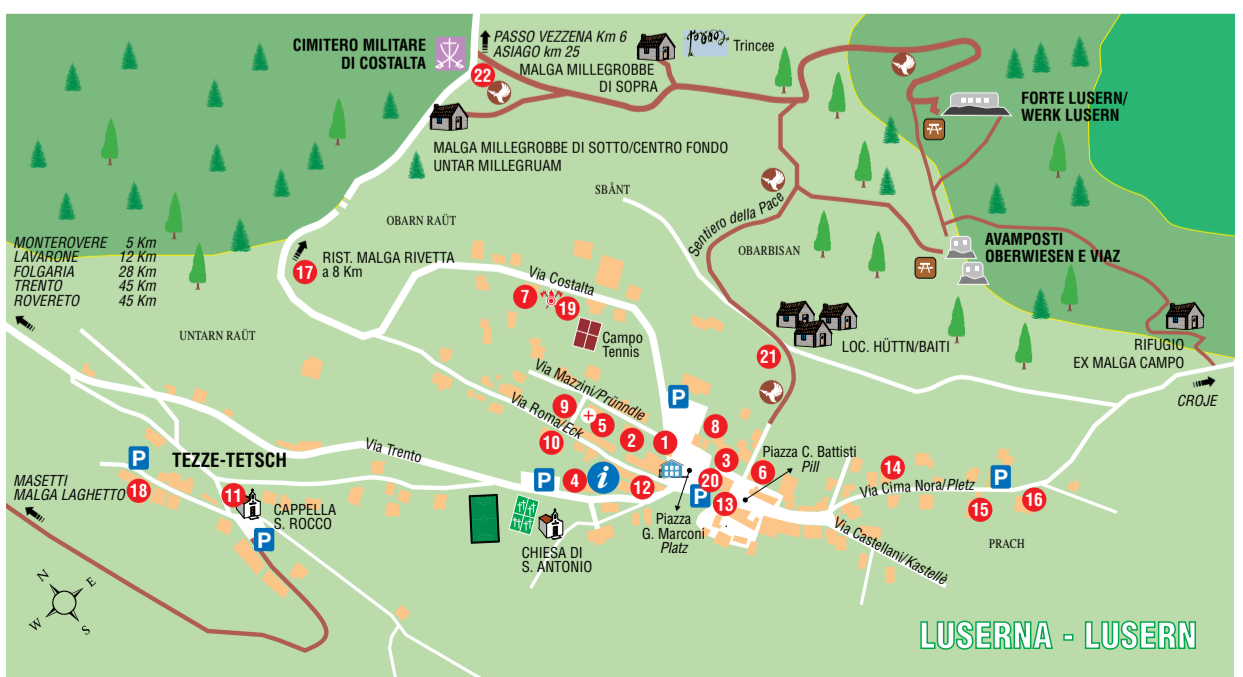 CIMITERO MILITARE
DI COSTALTA
PASSO VEZZENA Km 6
ASIAGO km 25
22
Trincee
MALGA MILLEGROBBE
DI SOPRA
FORTE LUSERN/
WERK LUSERN
MALGA MILLEGROBBE DI SOTTO/CENTRO FONDO
UNTAR MILLEGRUAM
SBÅNT
OBARN RAÜT
Sentiero della Pace
OBARBISAN
AVAMPOSTI
OBERWIESEN E VIAZ
MONTEROVERE 5 Km
LAVARONE 12 Km
FOLGARIA 28 Km
TRENTO 45 Km
ROVERETO 45 Km
17
RIST. MALGA RIVETTA
a 8 Km
Via Costalta
7
19
UNTARN RAÜT
Campo
Tennis
21
LOC. HÜTTN/BAITI
RIFUGIO
EX MALGA CAMPO
CROJE
Via Mazzini/Prünndle
P
Via Roma/Eck
9
5
2
1
8
10
Via Trento
3
6
Piazza C. Battisti
Pill
14
P
TEZZE-TETSCH
P
4
i
12
20
P
13
Via Cima Nora/Pletz
P
15
16
MASETTI
MALGA LAGHETTO
18
11
CAPPELLA
S. ROCCO
P
Piazza
G. Marconi
Platz
Via Castellani/Kastellè
PRACH
CHIESA DI
S. ANTONIO
N
E
W
S
LUSERNA - LUSERN